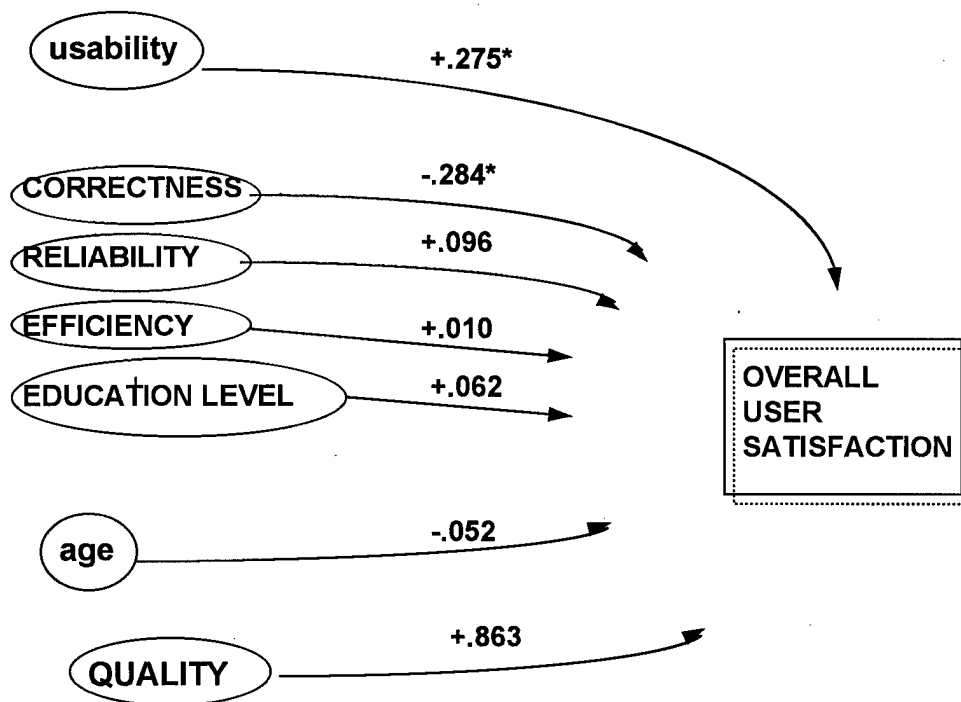 usability
+.275*
CORRECTNESS
-.284*
RELIABILITY
+.096
EFFICIENCY
+.010
EDUCATION LEVEL
+.062
OVERALL
USER
SATISFACTION
age
-.052
QUALITY
+.863